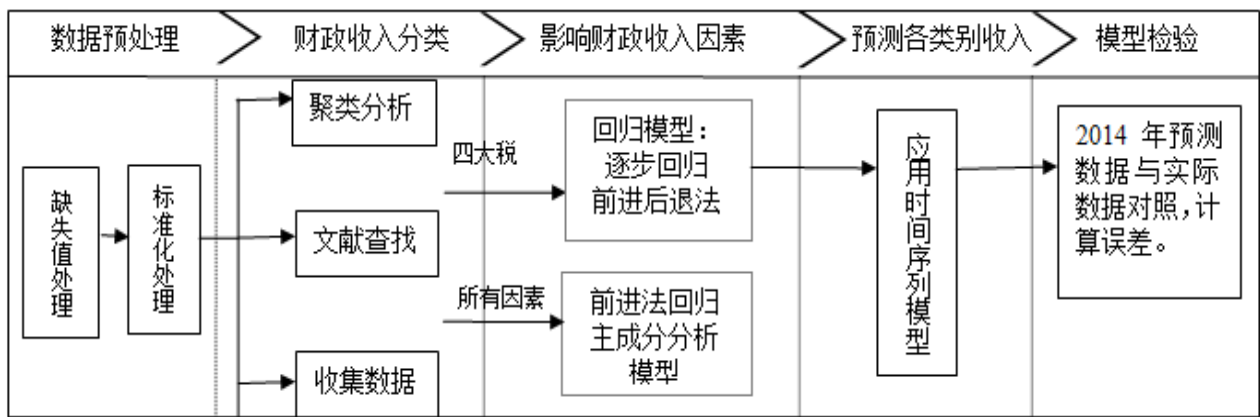 数据预处理
财政收入分类
影响财政收入因素
预测各类别收入
模型检验
缺失值处理
标准化处理
聚类分析
文献查找
收集数据
四大税
所有因素
回归模型：
逐步回归
前进后退法
前进法回归
主成分分析
模型
应用时间序列模型
2014 年预测
数据与实际
数据对照，计
算误差。